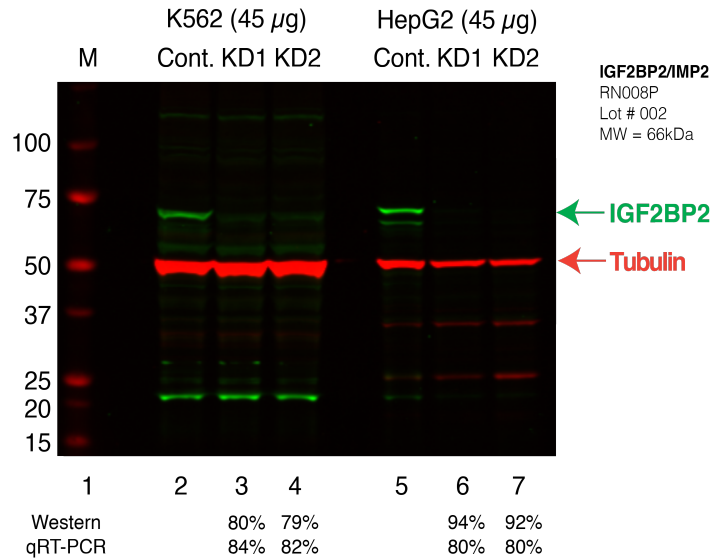 K562 (45 µg) HepG2 (45 µg)
M Cont. KD1 KD2 Cont. KD1 KD2
IGF2BP2/IMP2
RN008P
Lot # 002
MW = 66kDa
100
75
IGF2BP2
50 Tubulin
37
25
20
15
1 2 3 4 5 6 7
Western 80% 79% 94% 92%
qRT-PCR 84% 82% 80% 80%